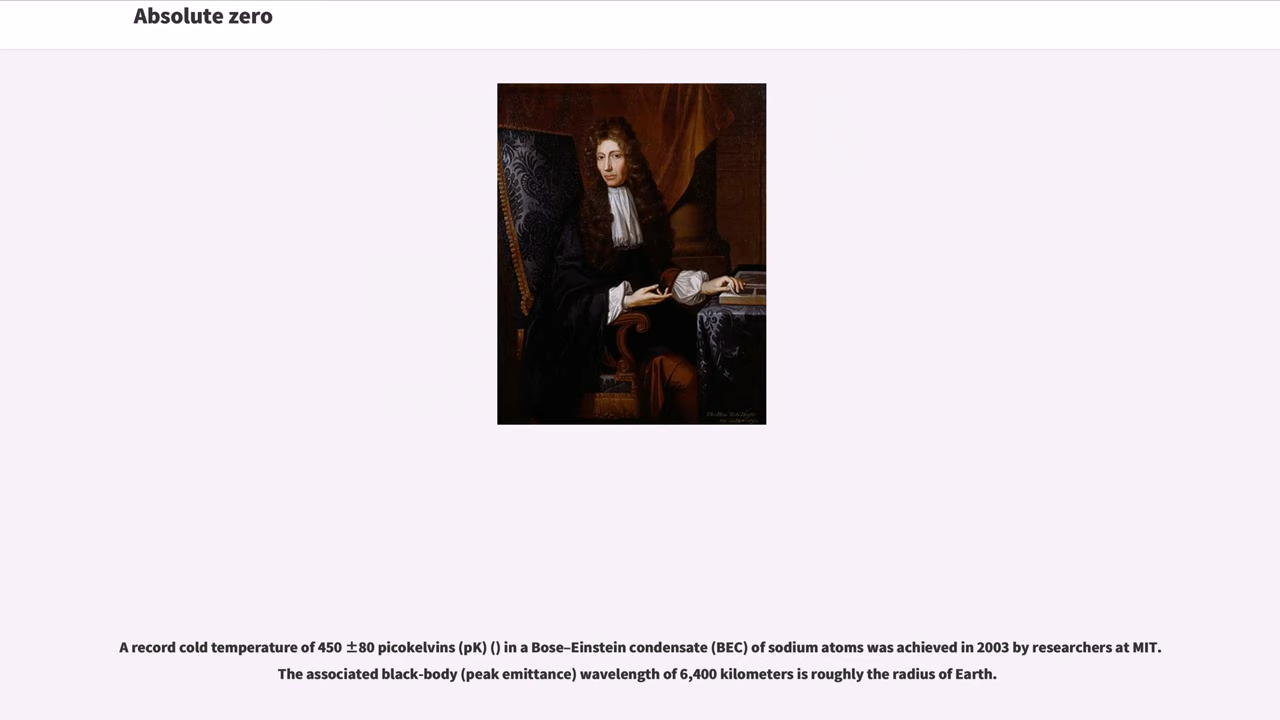 Absolute zero
A record cold temperature of 450 ±80 picokelvins (pK) () in a Bose–Einstein condensate (BEC) of sodium atoms was achieved in 2003 by researchers at MIT.
The associated black-body (peak emittance) wavelength of 6,400 kilometers is roughly the radius of Earth.